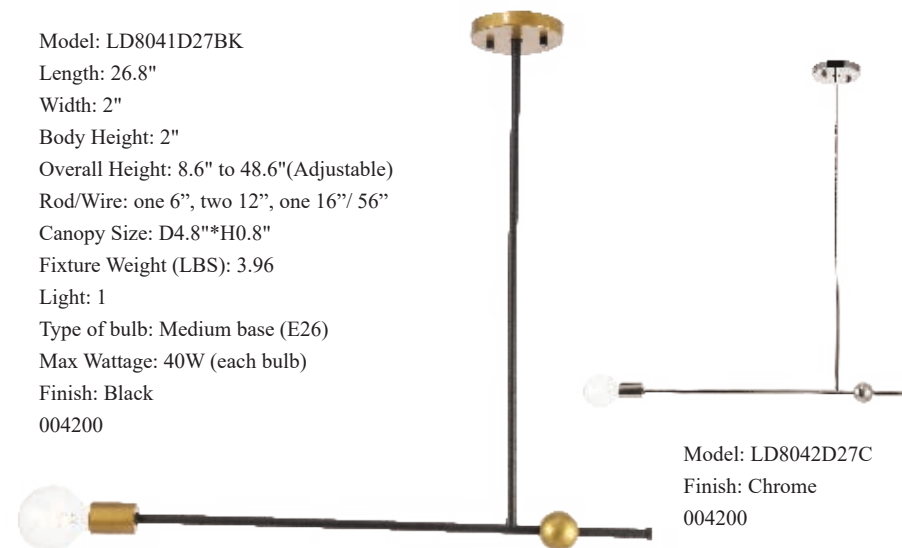 Model: LD8041D27BK
Length: 26.8"
Width: 2"
Body Height: 2"
Overall Height: 8.6" to 48.6"(Adjustable)
Rod/Wire: one 6”, two 12”, one 16”/ 56”
Canopy Size: D4.8"*H0.8"
Fixture Weight (LBS): 3.96
Light: 1
Type of bulb: Medium base (E26)
Max Wattage: 40W (each bulb)
Finish: Black
004200
Model: LD8042D27C
Finish: Chrome
004200